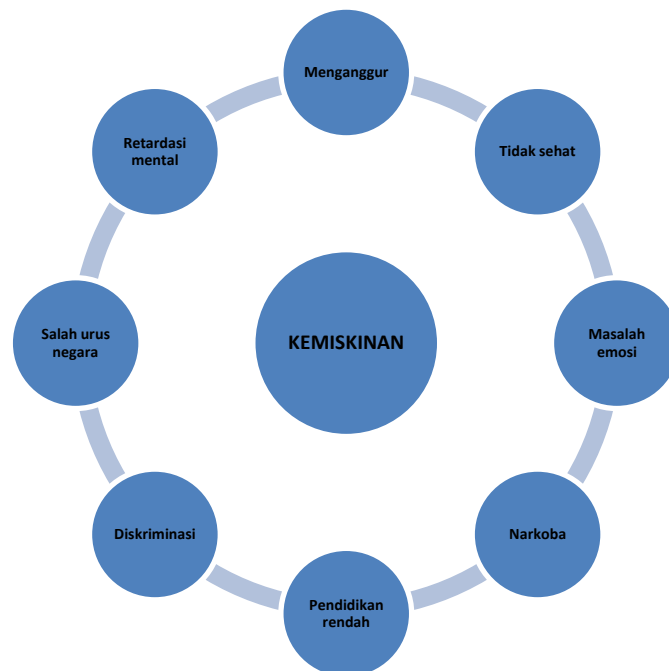 Menganggur
Retardasi
mental
Tidak sehat
Salah urus
negara
KEMISKINAN
Masalah
emosi
Diskriminasi
Narkoba
Pendidikan
rendah